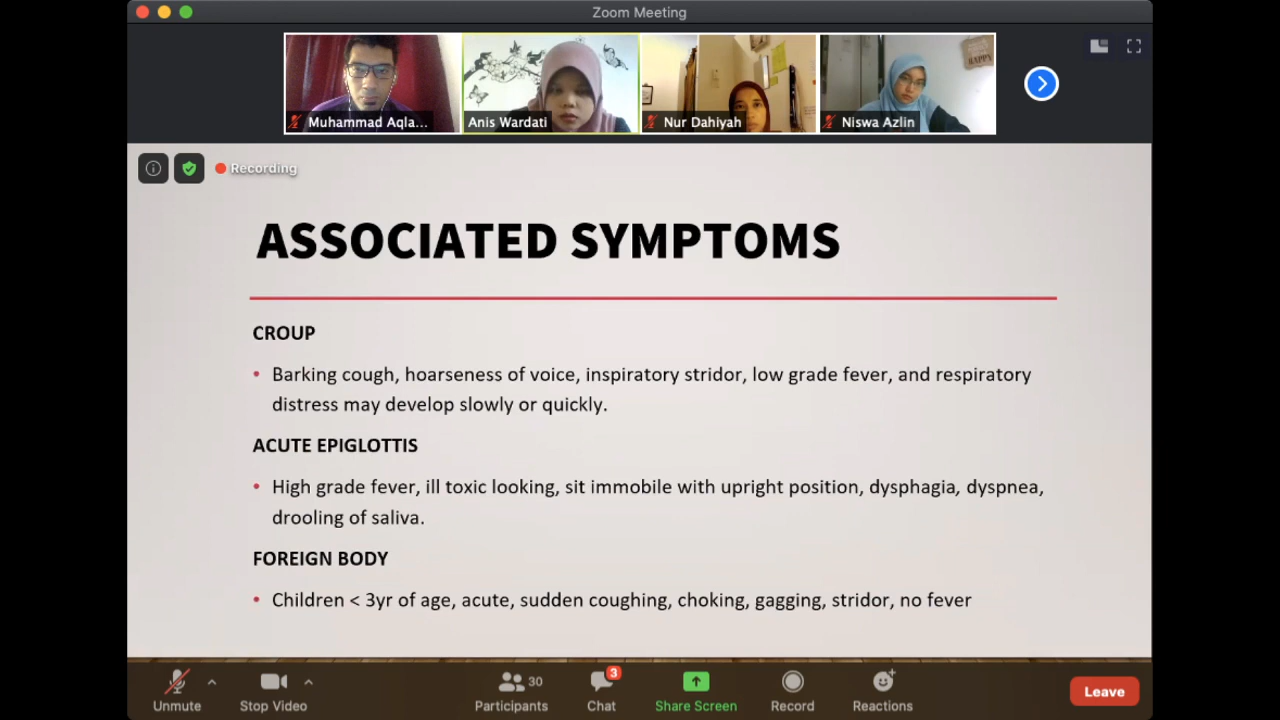 Zoom Meeting
Muhammad Aqla...
Anis Wardati
Nur Dahiyah
Niswa Azlin
HAPPY
Recording
ASSOCIATED SYMPTOMS
CROUP
• Barking cough, hoarseness of voice, inspiratory stridor, low grade fever, and respiratory
distress may develop slowly or quickly.
ACUTE EPIGLOTTIS
• High grade fever, ill toxic looking, sit immobile with upright position, dysphagia, dyspnea,
drooling of saliva.
FOREIGN BODY
• Children < 3yr of age, acute, sudden coughing, choking, gagging, stridor, no fever
30
3
Unmute
Stop Video
Participants
Chat
Share Screen
Record
Reactions
Leave